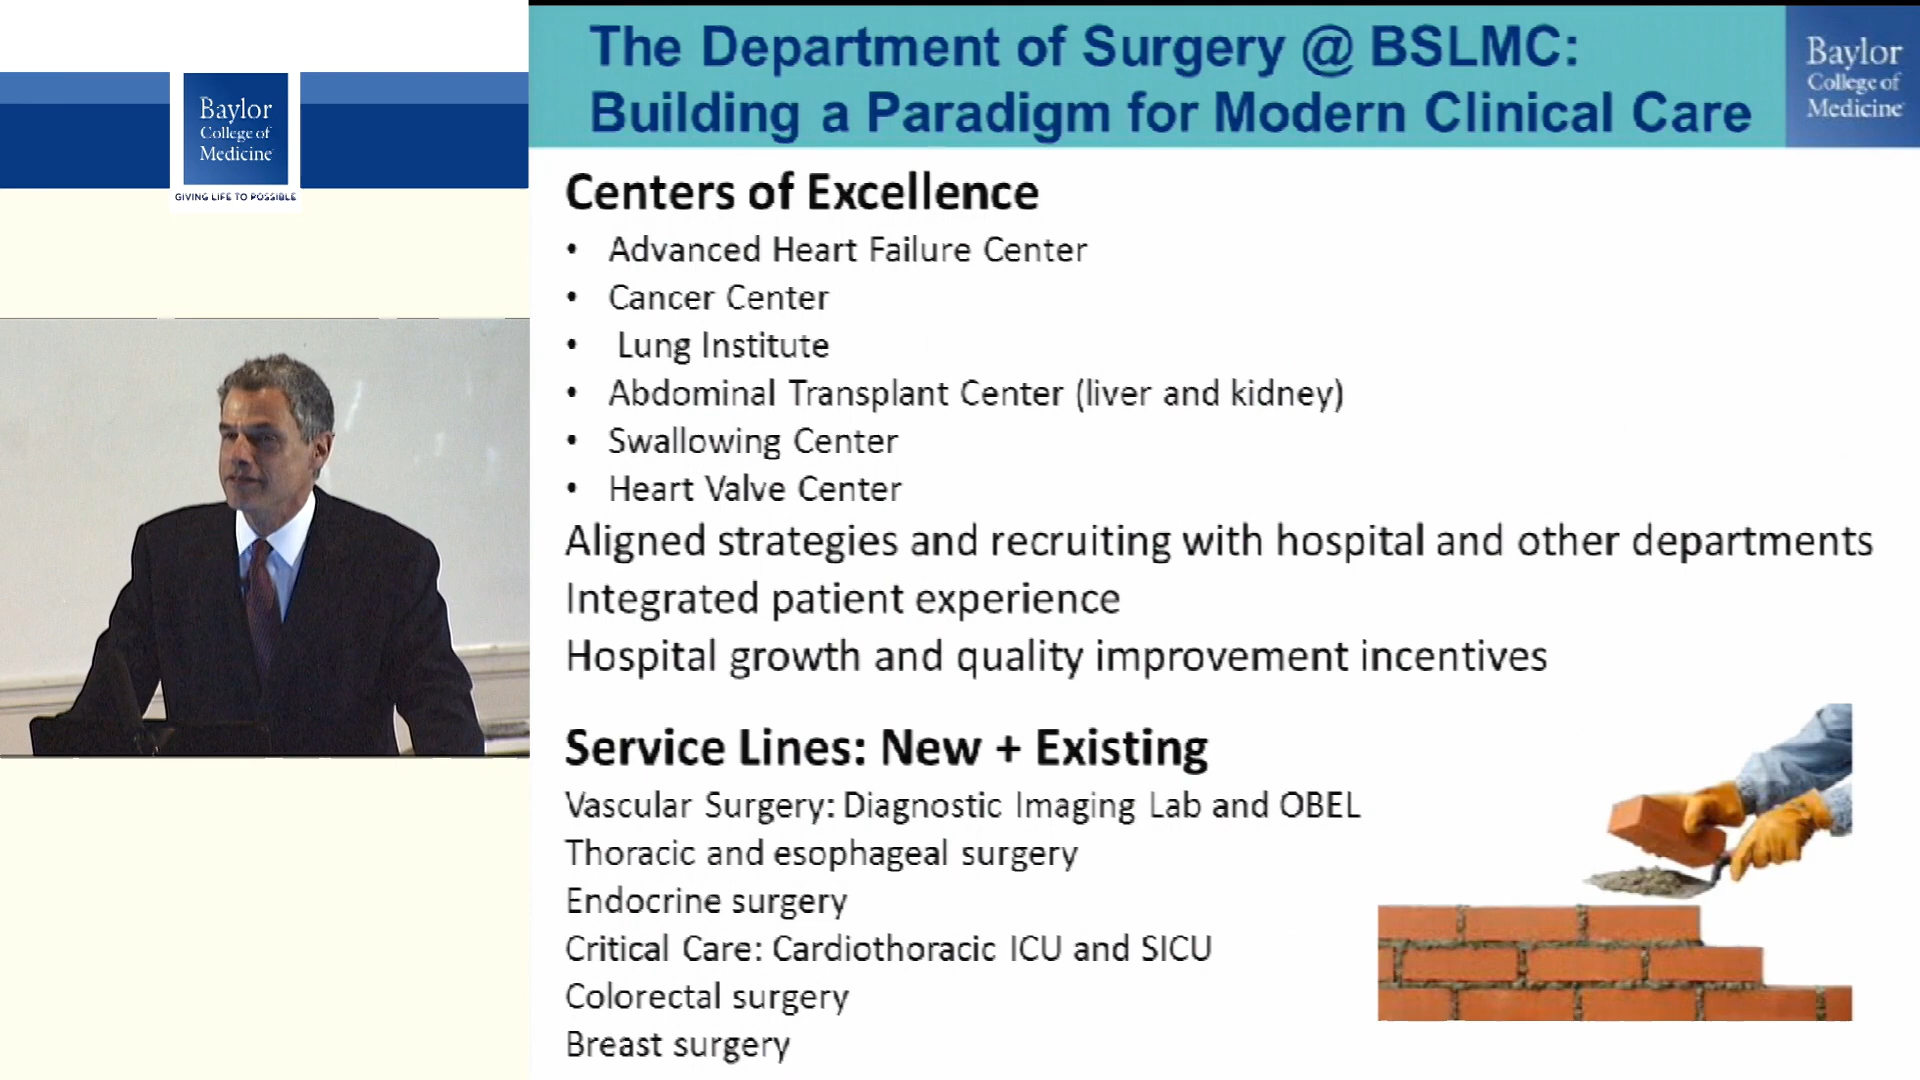 Baylor
College of
Medicine
GIVING LIFE TO POSSIBLE
The Department of Surgery @ BSLMC:
Building a Paradigm for Modern Clinical Care
Baylor
College of
Medicine
Centers of Excellence
• Advanced Heart Failure Center
• Cancer Center
• Lung Institute
• Abdominal Transplant Center (liver and kidney)
• Swallowing Center
• Heart Valve Center
Aligned strategies and recruiting with hospital and other departments
Integrated patient experience
Hospital growth and quality improvement incentives
Service Lines: New + Existing
Vascular Surgery: Diagnostic Imaging Lab and OBEL
Thoracic and esophageal surgery
Endocrine surgery
Critical Care: Cardiothoracic ICU and SICU
Colorectal surgery
Breast surgery